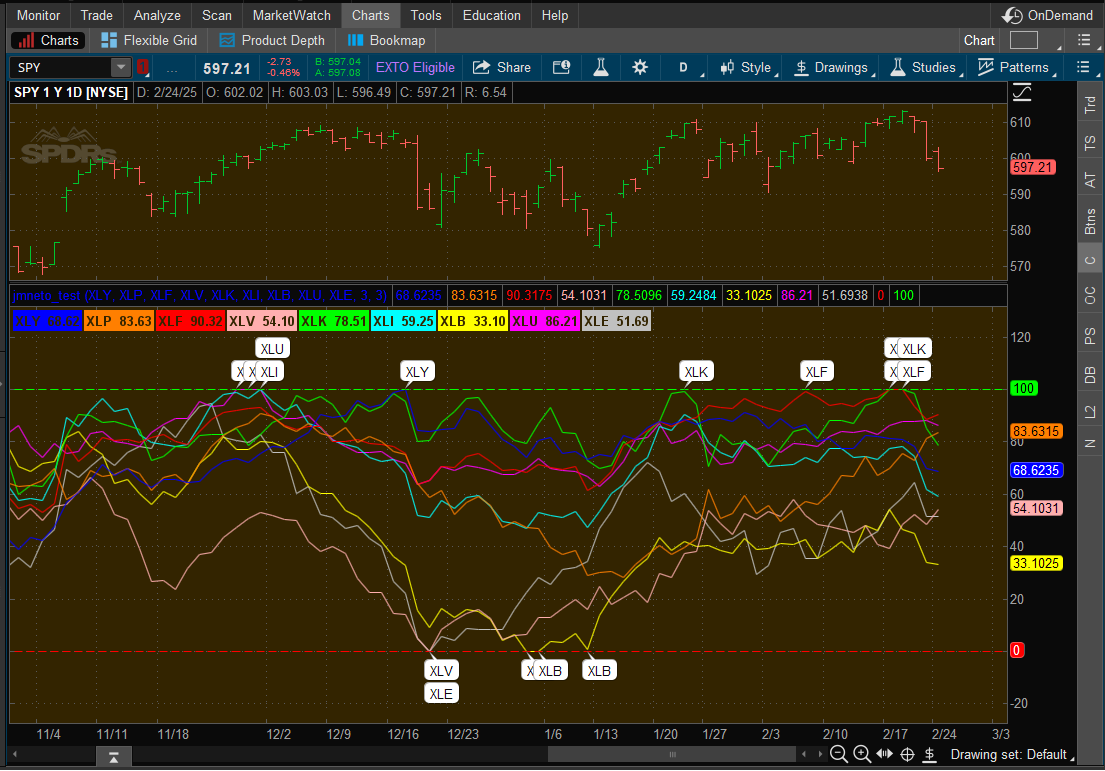 Monitor Trade Analyze Scan MarketWatch Charts Tools Education Help OnDemand
Charts Flexible Grid Product Depth Bookmap Chart
SPY 597.21 -2.73 -0.46% B: 597.04 A: 597.08 EXTO Eligible Share D Style Drawings Studies Patterns
SPY 1 Y 1D [NYSE] D: 2/24/25 O: 602.02 H: 603.03 L: 596.49 C: 597.21 R: 6.54
SPDRs
610
600
597.21
590
580
570
jmneto_test (XLY, XLP, XLF, XLV, XLK, XLI, XLB, XLU, XLE, 3, 3) 68.6235 83.6315 90.3175 54.1031 78.5096 59.2484 33.1025 86.21 51.6938 0 100
XLY 68.62 XLP 83.63 XLF 90.32 XLV 54.10 XLK 78.51 XLI 59.25 XLB 33.10 XLU 86.21 XLE 51.69
120
XLU X XLK
X X XLI XLY XLK XLF X XLF
100
83.6315
80
68.6235
60
54.1031
40
33.1025
20
0
XLV X XLB XLB
XLE
-20
11/4 11/11 11/18 12/2 12/9 12/16 12/23 1/6 1/13 1/20 1/27 2/3 2/10 2/17 2/24 3/3
Drawing set: Default
Trd
TS
AT
Btns
C
OC
PS
DB
L2
N